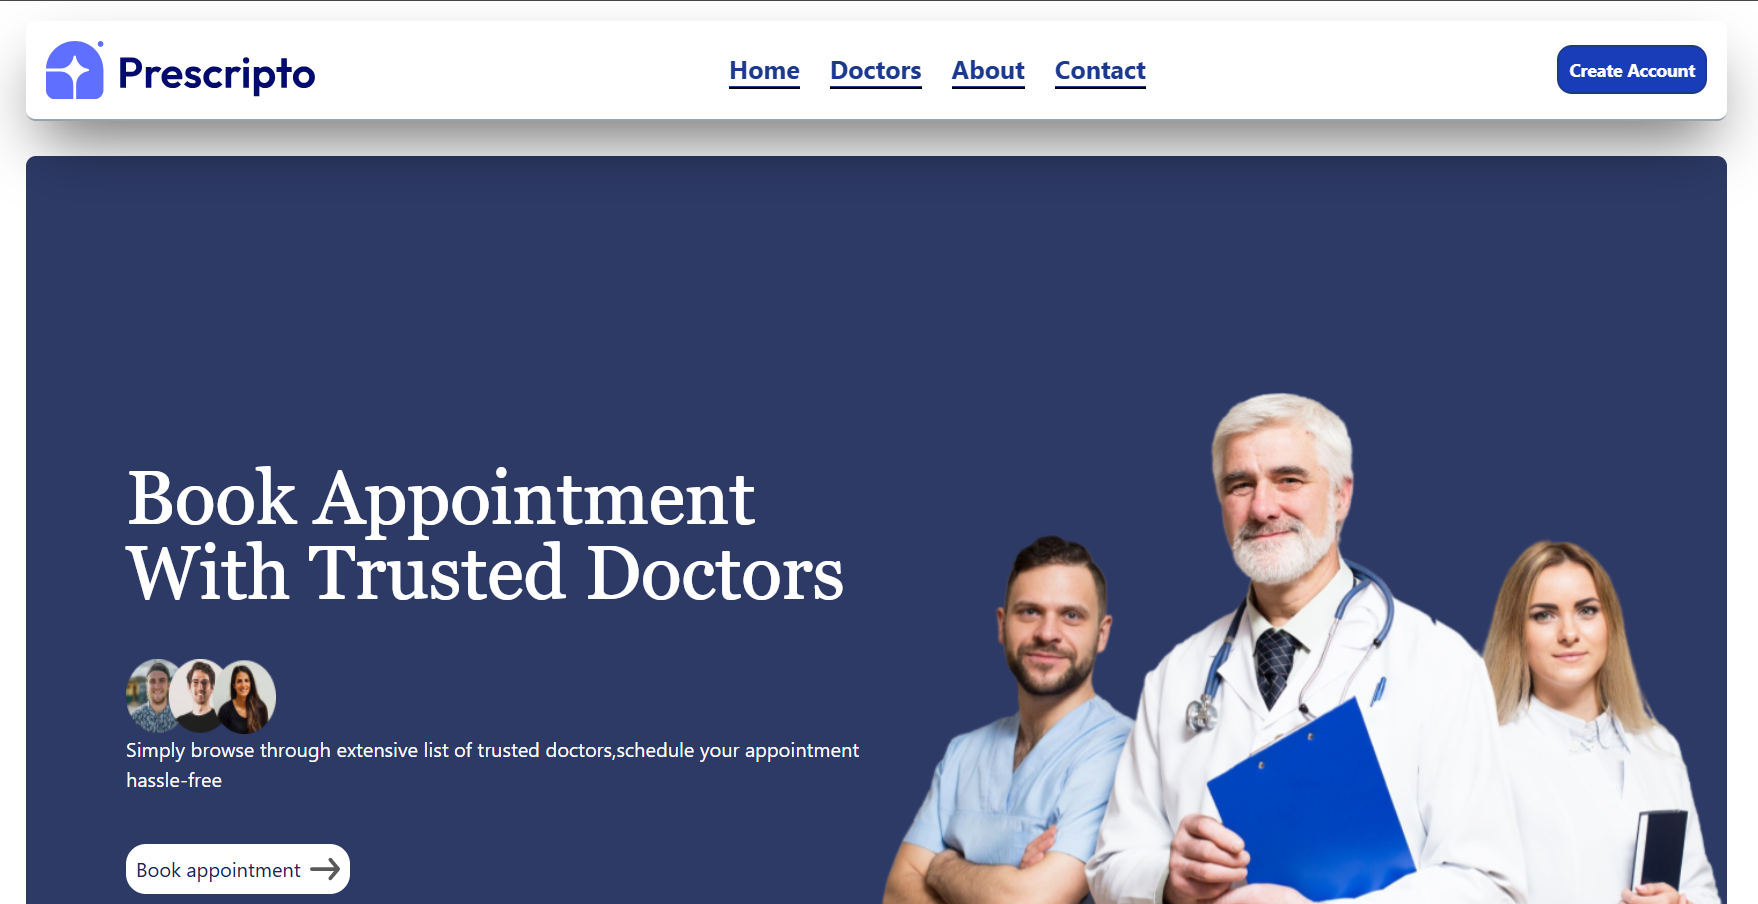 Prescripto
Home Doctors About Contact
Create Account
Book Appointment
With Trusted Doctors
Simply browse through extensive list of trusted doctors,schedule your appointment
hassle-free
Book appointment